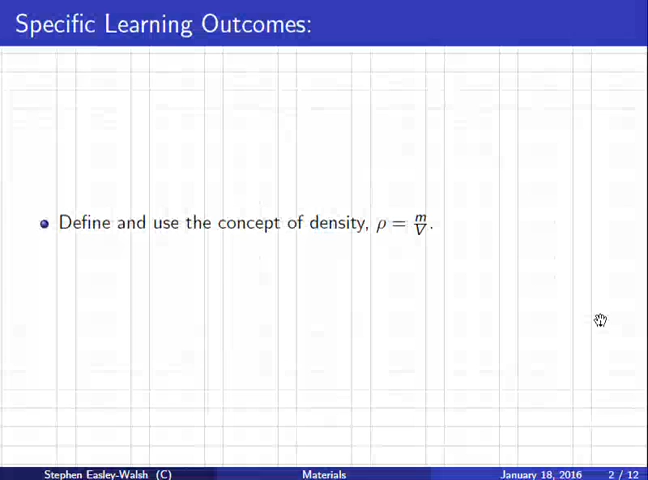 Specific Learning Outcomes:
Define and use the concept of density, ρ = m/V.
Stephen Easley-Walsh (C) Materials January 18, 2016 2 / 12